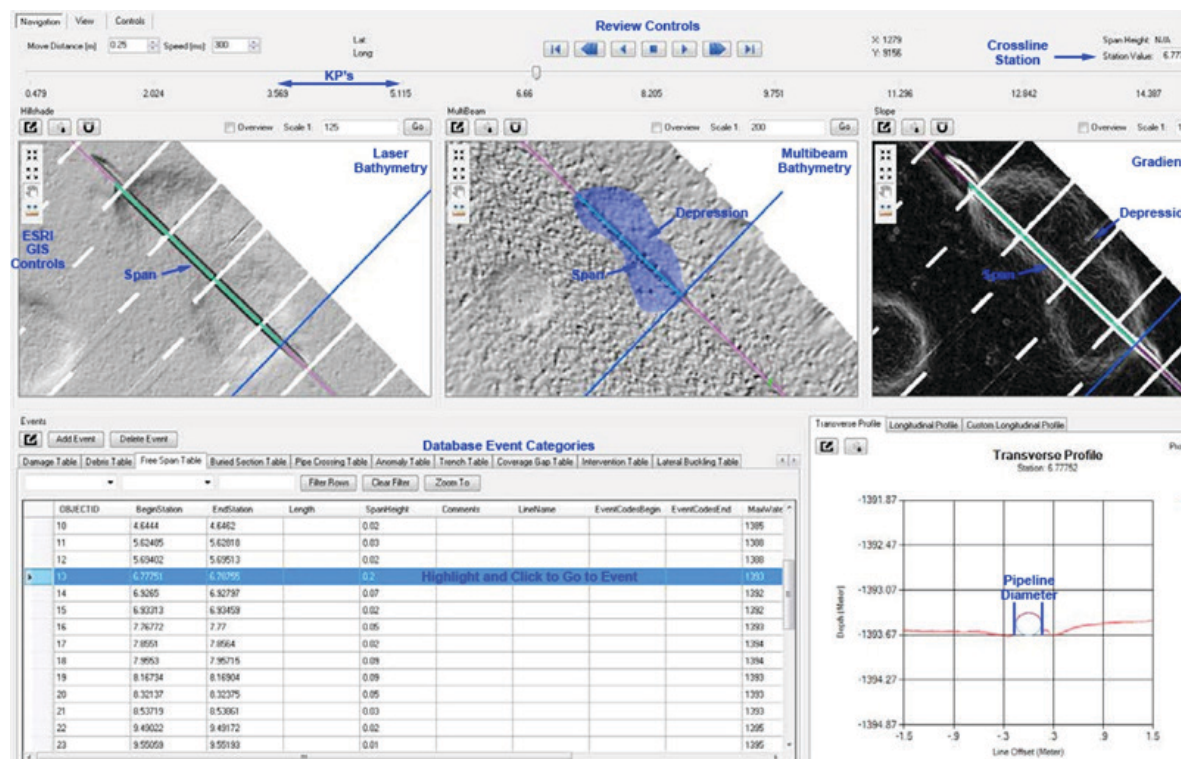 Navigation View Controls
Review Controls
Move Distance [m] 0.25 Speed [ms] 300
Lat
Long
X: 1279
Y: 9156
Crossline
Station
Span Height N/A
Station Value: 6.77
KP's
0.479 2.024 3.569 5.115 6.66 8.205 9.751 11.296 12.842 14.387
Hillshade
Overview Scale 1: 125 Go
MultiBeam
Overview Scale 1: 200 Go
Slope
Overview Scale 1: 1
Laser
Bathymetry
ESRI
GIS
Controls
Span
Multibeam
Bathymetry
Depression
Span
Gradien
Depressio
Span
Events
Add Event Delete Event
Database Event Categories
Damage Table Debris Table Free Span Table Buried Section Table Pipe Crossing Table Anomaly Table Trench Table Coverage Gap Table Intervention Table Lateral Buckling Table
Filter Rows Clear Filter Zoom To
OBJECTID BeginStation EndStation Length SpanHeight Comments LineName EventCodesBegin EventCodesEnd MaxWate
10 4.6444 4.6462 0.02 1385
11 5.62485 5.62818 0.03 1388
12 5.69402 5.69513 0.02 1388
13 6.77751 6.78755 0.2 Highlight and Click to Go to Event 1393
14 6.9265 6.92797 0.07 1392
15 6.93313 6.93459 0.02 1392
16 7.76772 7.77 0.05 1393
17 7.8551 7.8564 0.02 1394
18 7.9553 7.95715 0.09 1394
19 8.16734 8.16904 0.09 1393
20 8.32137 8.32375 0.05 1393
21 8.53719 8.53861 0.03 1393
22 9.49022 9.49172 0.02 1395
23 9.55059 9.55193 0.01 1395
Transverse Profile Longitudinal Profile Custom Longitudinal Profile
Transverse Profile
Station: 6.77752
-1391.87
-1392.47
-1393.07
-1393.67
-1394.27
-1394.87
Depth (Meter)
Pipeline
Diameter
-1.5 -.9 -.3 .3 .9 1.5
Line Offset (Meter)